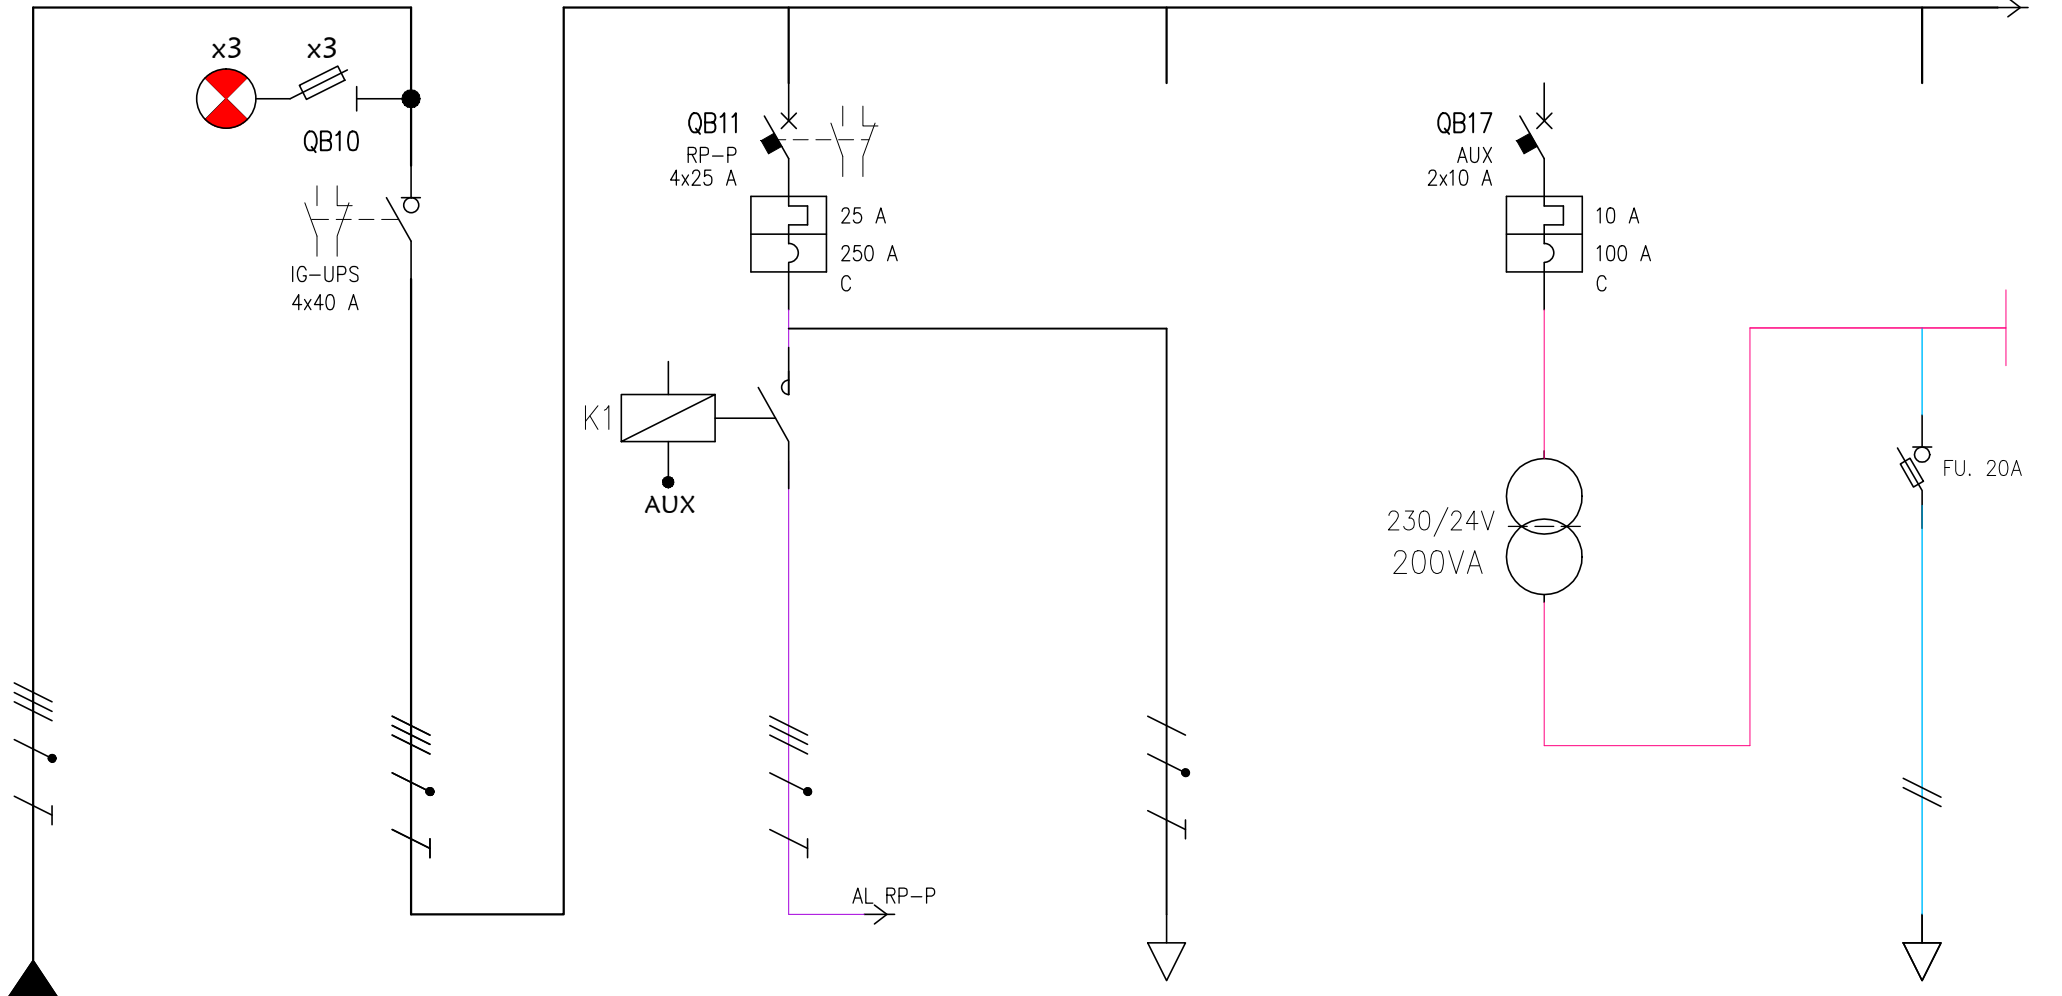 x3
x3
QB10
IG-UPS
4x40 A
QB11
RP-P
4x25 A
25 A
250 A
C
K1
AUX
AL RP-P
QB17
AUX
2x10 A
10 A
100 A
C
230/24V
200VA
FU. 20A